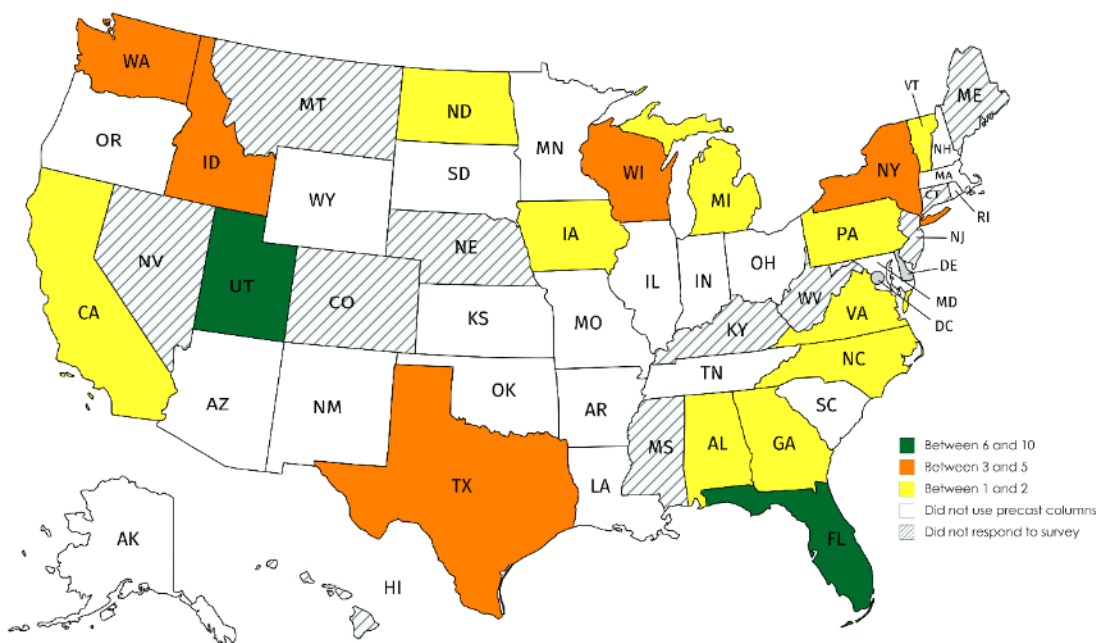 WA
MT
ND
MN
VT
ME
OR
ID
WY
SD
WI
MI
NY
NH
MA
CT
RI
NV
UT
CO
NE
IA
IL
IN
OH
PA
NJ
DE
MD
DC
WV
VA
KY
CA
KS
MO
NC
TN
SC
AZ
NM
OK
AR
MS
AL
GA
TX
LA
FL
AK
HI
Between 6 and 10
Between 3 and 5
Between 1 and 2
Did not use precast columns
Did not respond to survey